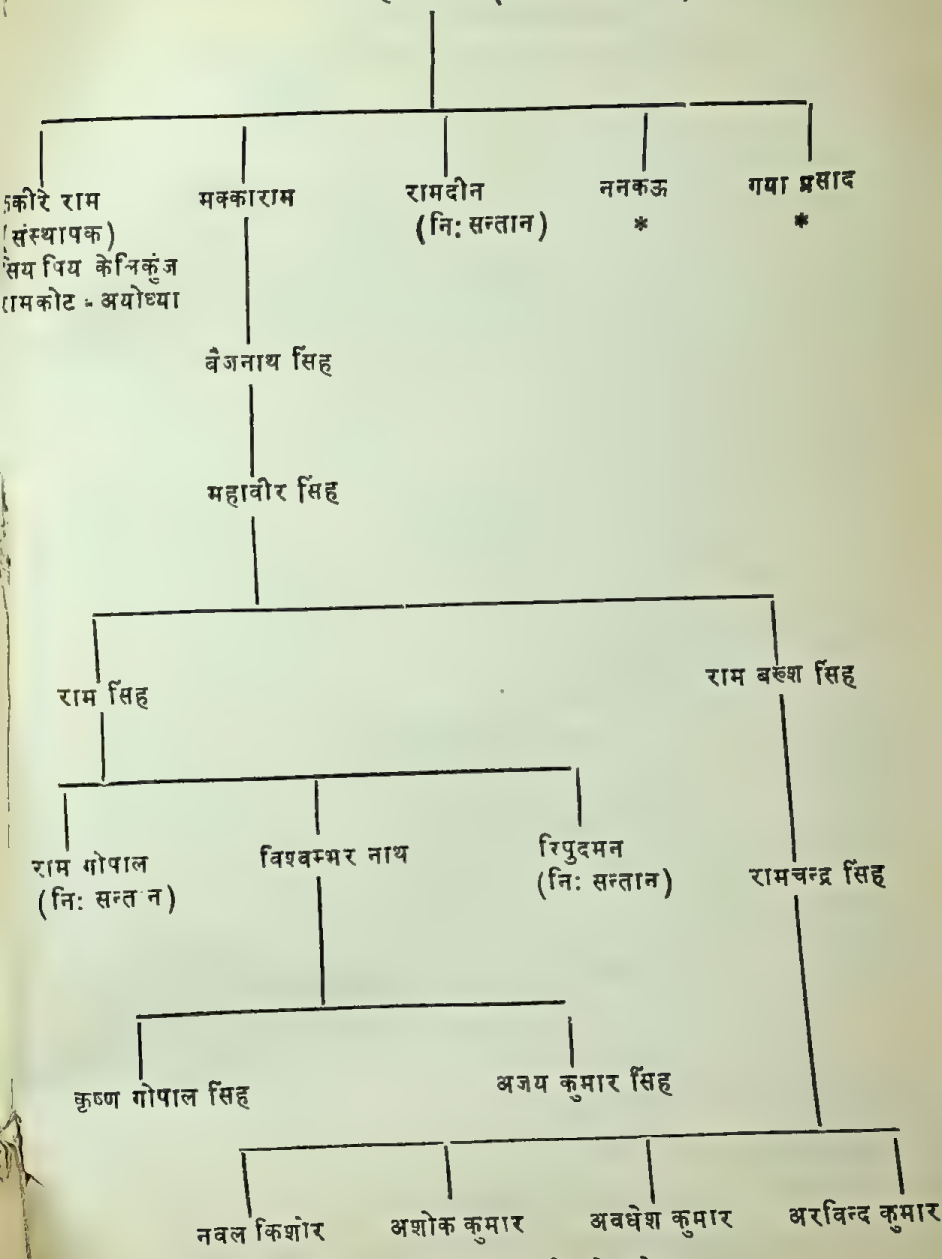 राम
मक्काराम
रामदीन
ननकऊ
गया प्रसाद
(संस्थापक)
(नि: सन्तान)
*
*
पिय
अयोध्या
बैजनाथ सिंह
महावीर सिंह
राम सिंह
राम बख्श सिंह
राम गोपाल
विश्वम्भर नाथ
रिपुदमन
रामचन्द्र सिंह
(नि: सन्त न)
(नि: सन्तान)
कृष्ण गोपाल सिंह
अजय कुमार सिंह
नवल किशोर
अशोक कुमार
अवधेश कुमार
अरविन्द कुमार